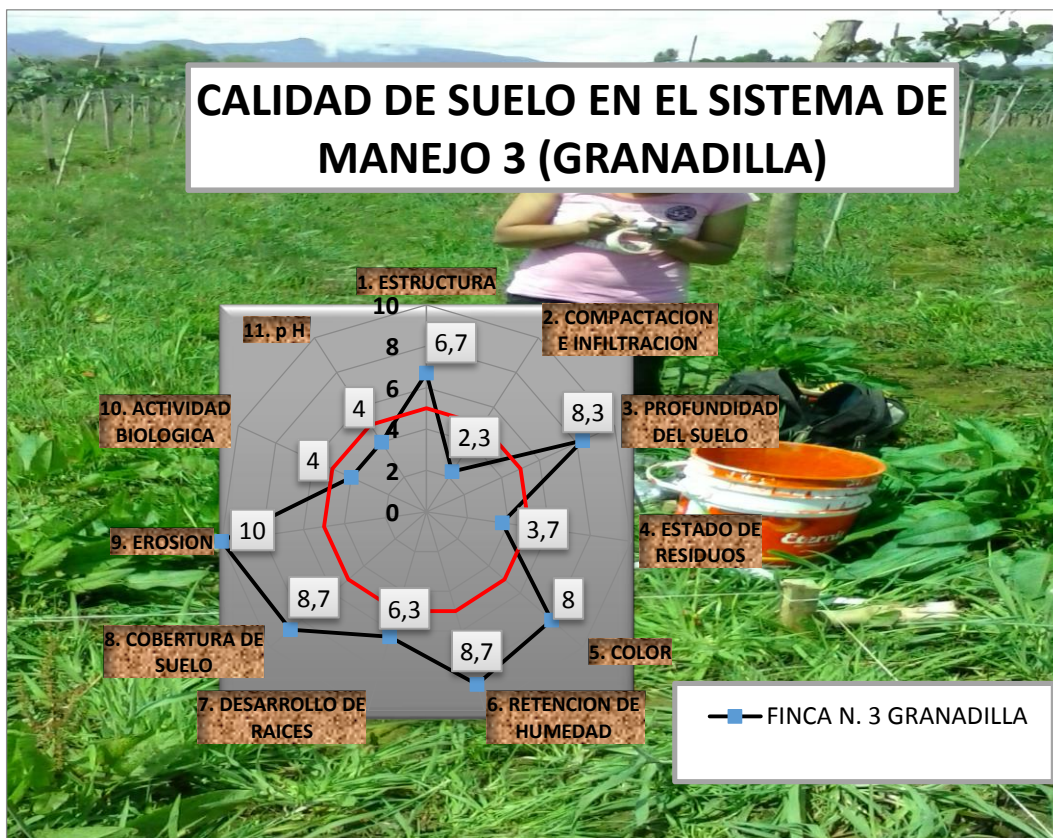 CALIDAD DE SUELO EN EL SISTEMA DE
MANEJO 3 (GRANADILLA)
1. ESTRUCTURA
2. COMPACTACION
E INFILTRACION
3. PROFUNDIDAD
DEL SUELO
4. ESTADO DE
RESIDUOS
5. COLOR
6. RETENCION DE
HUMEDAD
7. DESARROLLO DE
RAICES
8. COBERTURA DE
SUELO
9. EROSION
10. ACTIVIDAD
BIOLOGICA
11. p H.
10
8
6
4
2
0
6,7
2,3
8,3
3,7
8
8,7
6,3
8,7
10
4
4
FINCA N. 3 GRANADILLA